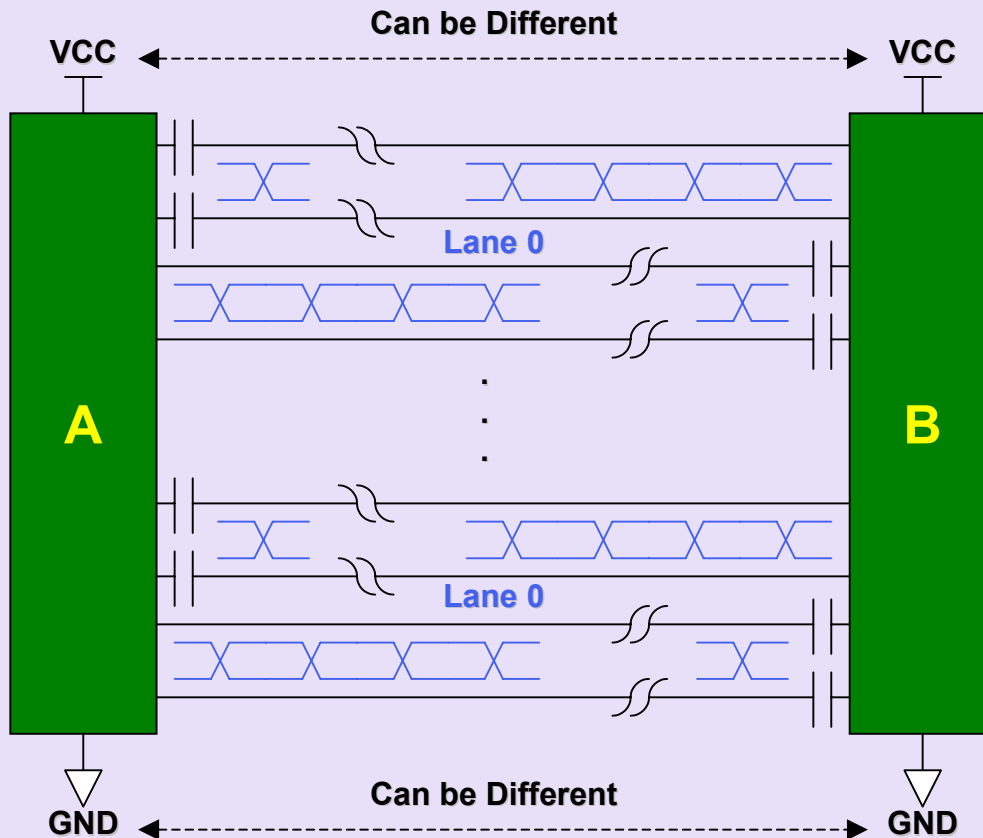 Can be Different
VCC
VCC
Lane 0
A
B
.
.
.
Lane 0
Can be Different
GND
GND